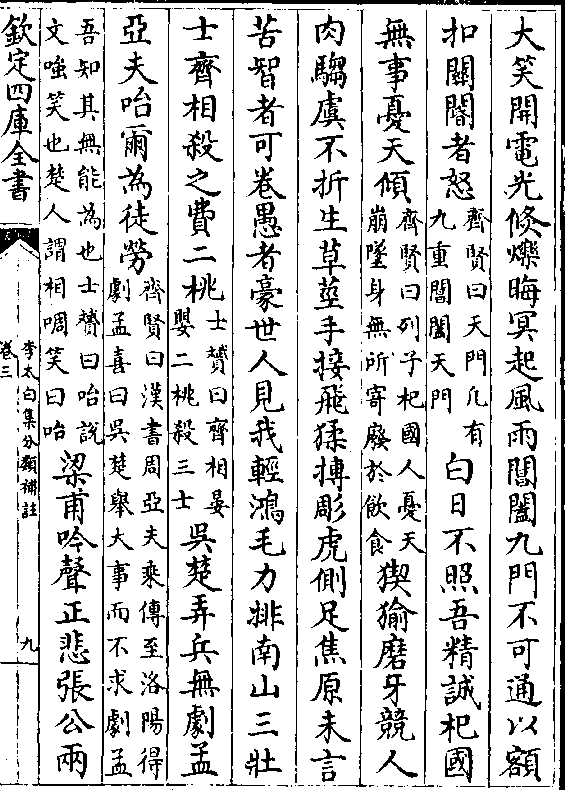 大笑開電光倐爍晦冥起風雨閶闔九門不可通以額
扣關閽者怒齊賢曰天門凢有九重閶闔天門白日不照吾精誠杞國
無事憂天傾齊賢曰列子杞國人憂天崩墜身無所寄廢於飲食猰㺄磨牙競人
肉騶虞不折生草莖手接飛猱搏彫虎側足焦原未言
苦智者可卷愚者豪世人見我輕鴻毛力排南山三壯
士齊相殺之費二桃士贇曰齊相晏嬰二桃殺三士吳楚弄兵無劇孟
亞夫咍爾為徒勞齊賢曰漢書周亞夫乘傳至洛陽得劇孟喜曰吳楚舉大事而不求劇孟
吾知其無能為也士贇曰咍説文嗤笑也楚人謂相啁笑曰咍梁甫吟聲正悲張公兩
欽定四庫全書
李太白集分類補註
卷三
九